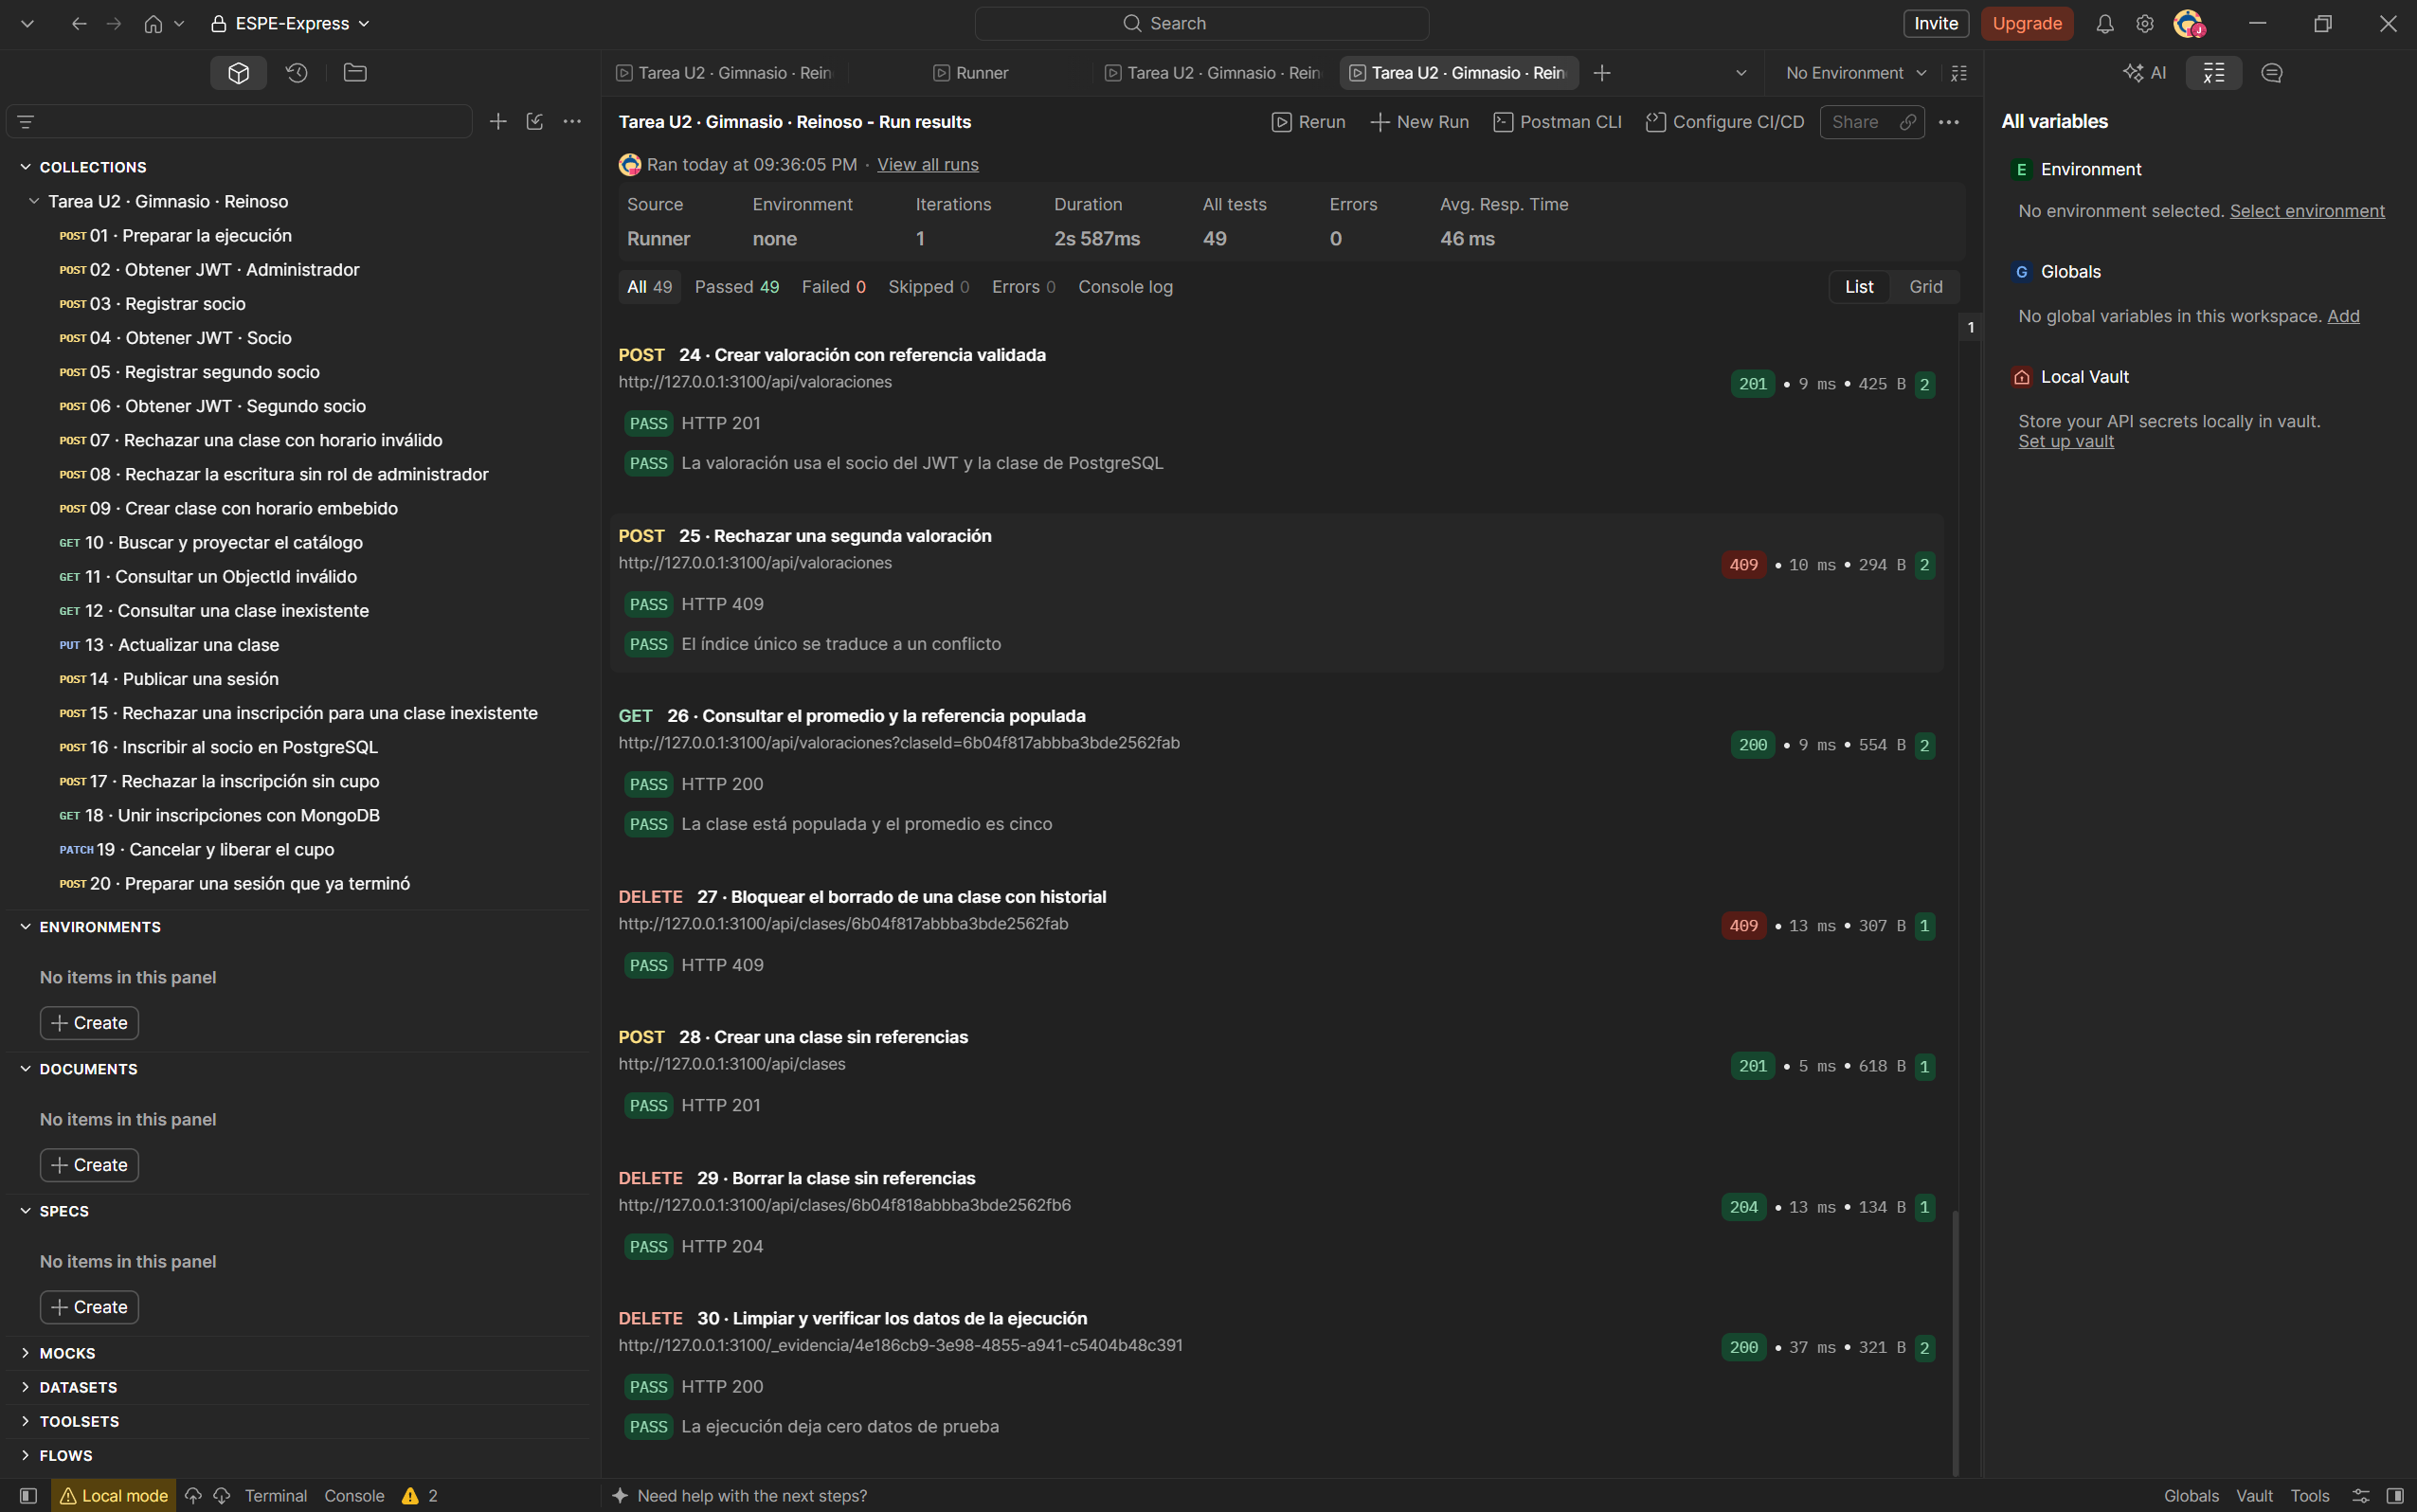 ESPE-Express
Search
Invite
Upgrade
Tarea U2 · Gimnasio · Rein
Runner
Tarea U2 · Gimnasio · Rein
Tarea U2 · Gimnasio · Rein
No Environment
AI
COLLECTIONS
Tarea U2 · Gimnasio · Reinoso
POST 01 · Preparar la ejecución
POST 02 · Obtener JWT · Administrador
POST 03 · Registrar socio
POST 04 · Obtener JWT · Socio
POST 05 · Registrar segundo socio
POST 06 · Obtener JWT · Segundo socio
POST 07 · Rechazar una clase con horario inválido
POST 08 · Rechazar la escritura sin rol de administrador
POST 09 · Crear clase con horario embebido
GET 10 · Buscar y proyectar el catálogo
GET 11 · Consultar un ObjectId inválido
GET 12 · Consultar una clase inexistente
PUT 13 · Actualizar una clase
POST 14 · Publicar una sesión
POST 15 · Rechazar una inscripción para una clase inexistente
POST 16 · Inscribir al socio en PostgreSQL
POST 17 · Rechazar la inscripción sin cupo
GET 18 · Unir inscripciones con MongoDB
PATCH 19 · Cancelar y liberar el cupo
POST 20 · Preparar una sesión que ya terminó
ENVIRONMENTS
No items in this panel
Create
DOCUMENTS
No items in this panel
Create
SPECS
No items in this panel
Create
MOCKS
DATASETS
TOOLSETS
FLOWS
Tarea U2 · Gimnasio · Reinoso - Run results
Rerun
New Run
Postman CLI
Configure CI/CD
Share
Ran today at 09:36:05 PM · View all runs
Source Environment Iterations Duration All tests Errors Avg. Resp. Time
Runner none 1 2s 587ms 49 0 46 ms
All 49 Passed 49 Failed 0 Skipped 0 Errors 0 Console log
List Grid
1
POST 24 · Crear valoración con referencia validada
http://127.0.0.1:3100/api/valoraciones
201 • 9 ms • 425 B 2
PASS HTTP 201
PASS La valoración usa el socio del JWT y la clase de PostgreSQL
POST 25 · Rechazar una segunda valoración
http://127.0.0.1:3100/api/valoraciones
409 • 10 ms • 294 B 2
PASS HTTP 409
PASS El índice único se traduce a un conflicto
GET 26 · Consultar el promedio y la referencia populada
http://127.0.0.1:3100/api/valoraciones?claseId=6b04f817abbba3bde2562fab
200 • 9 ms • 554 B 2
PASS HTTP 200
PASS La clase está populada y el promedio es cinco
DELETE 27 · Bloquear el borrado de una clase con historial
http://127.0.0.1:3100/api/clases/6b04f817abbba3bde2562fab
409 • 13 ms • 307 B 1
PASS HTTP 409
POST 28 · Crear una clase sin referencias
http://127.0.0.1:3100/api/clases
201 • 5 ms • 618 B 1
PASS HTTP 201
DELETE 29 · Borrar la clase sin referencias
http://127.0.0.1:3100/api/clases/6b04f818abbba3bde2562fb6
204 • 13 ms • 134 B 1
PASS HTTP 204
DELETE 30 · Limpiar y verificar los datos de la ejecución
http://127.0.0.1:3100/_evidencia/4e186cb9-3e98-4855-a941-c5404b48c391
200 • 37 ms • 321 B 2
PASS HTTP 200
PASS La ejecución deja cero datos de prueba
All variables
E Environment
No environment selected. Select environment
G Globals
No global variables in this workspace. Add
Local Vault
Store your API secrets locally in vault.
Set up vault
Local mode
Terminal
Console
2
Need help with the next steps?
Globals
Vault
Tools